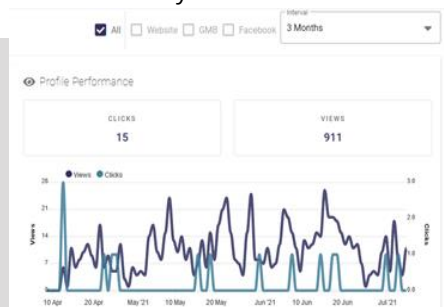 Interval
All Website GMB Facebook 3 Months
Profile Performance
CLICKS VIEWS
15 911
Views Clicks
28 3.0
21
2.0
14
Views Clicks
7
1.0
0 0.0
10 Apr 20 Apr May '21 10 May 20 May Jun '21 10 Jun 20 Jun Jul '21